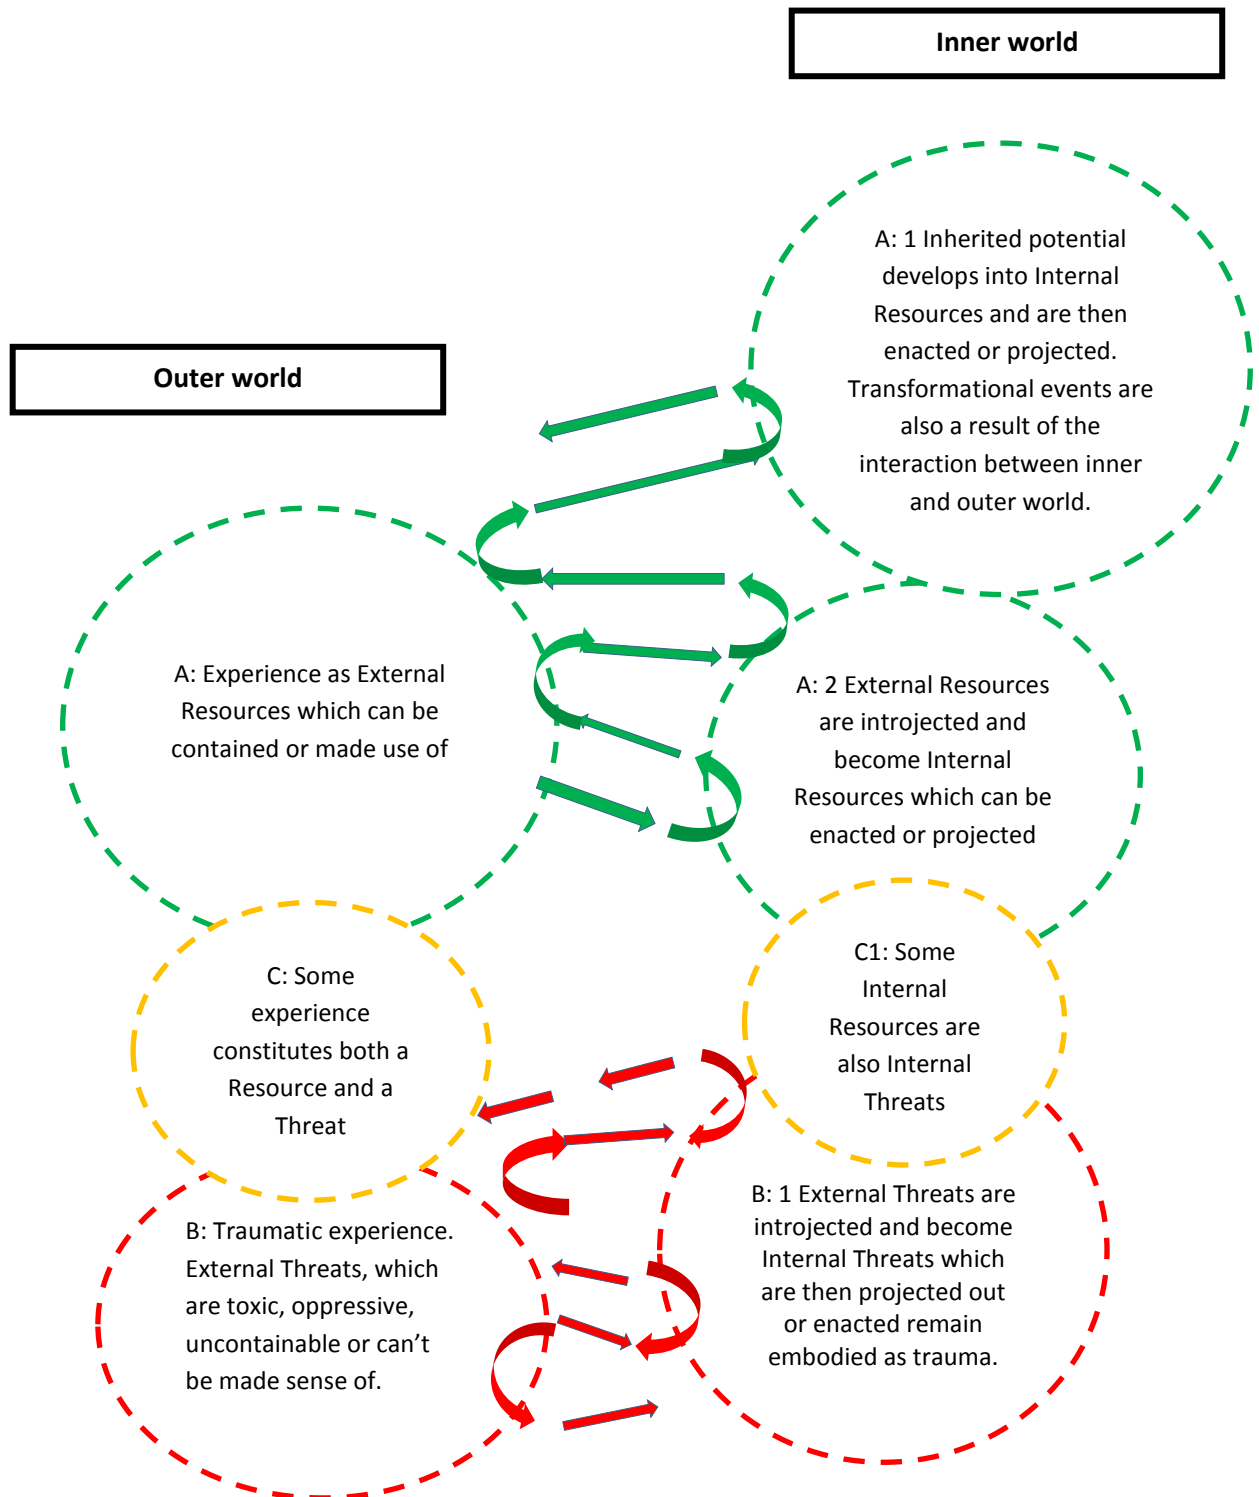 Inner world
A: 1 Inherited potential
develops into Internal
Resources and are then
enacted or projected.
Transformational events are
also a result of the
interaction between inner
and outer world.
Outer world
A: Experience as External
Resources which can be
contained or made use of
A: 2 External Resources
are introjected and
become Internal
Resources which can be
enacted or projected
C: Some
experience
constitutes both a
Resource and a
Threat
C1: Some
Internal
Resources are
also Internal
Threats
B: Traumatic experience.
External Threats, which
are toxic, oppressive,
uncontainable or can’t
be made sense of.
B: 1 External Threats are
introjected and become
Internal Threats which
are then projected out
or enacted remain
embodied as trauma.